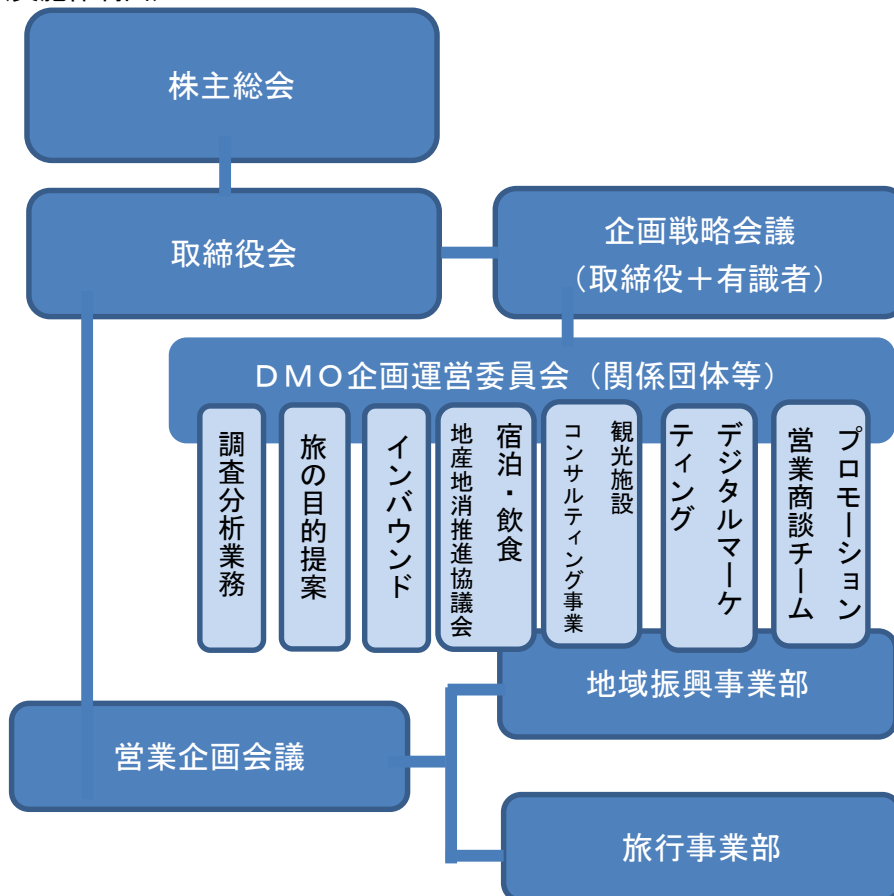 株主総会
取締役会
企画戦略会議
（取締役＋有識者）
ＤＭＯ企画運営委員会（関係団体等）
調査分析業務
旅の目的提案
インバウンド
宿泊・飲食
地産地消推進協議会
観光施設
コンサルティング事業
デジタルマーケ
ティング
プロモーション
営業商談チーム
地域振興事業部
営業企画会議
旅行事業部